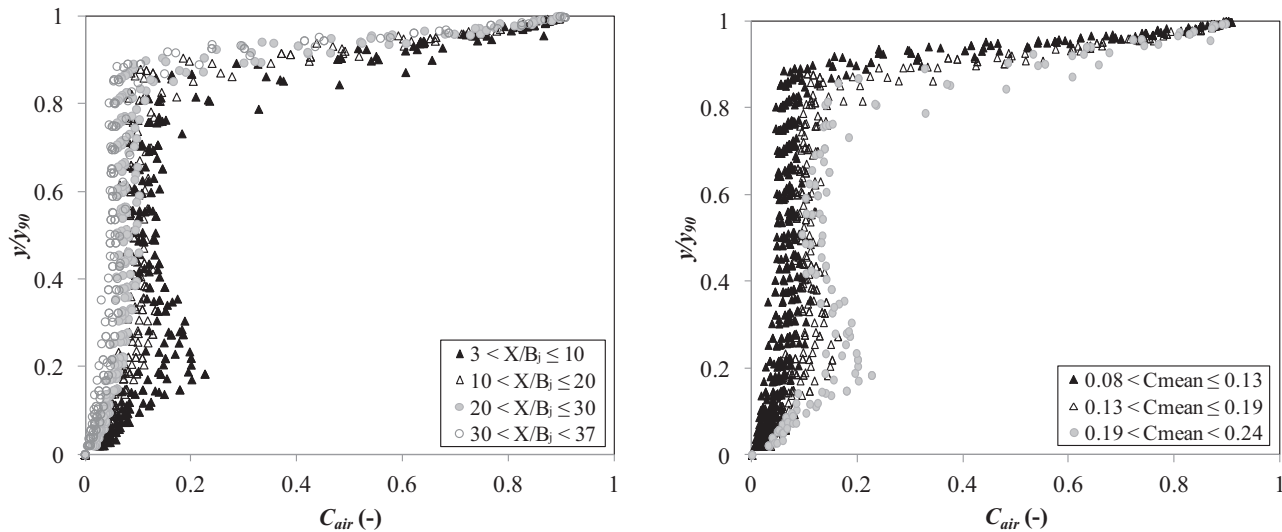 1
0.8
0.6
0.4
0.2
0
y/y90
0 0.2 0.4 0.6 0.8 1
Cair (-)
3 < X/Bj ≤ 10
10 < X/Bj ≤ 20
20 < X/Bj ≤ 30
30 < X/Bj < 37
1
0.8
0.6
0.4
0.2
0
y/y90
0 0.2 0.4 0.6 0.8 1
Cair (-)
0.08 < Cmean ≤ 0.13
0.13 < Cmean ≤ 0.19
0.19 < Cmean < 0.24